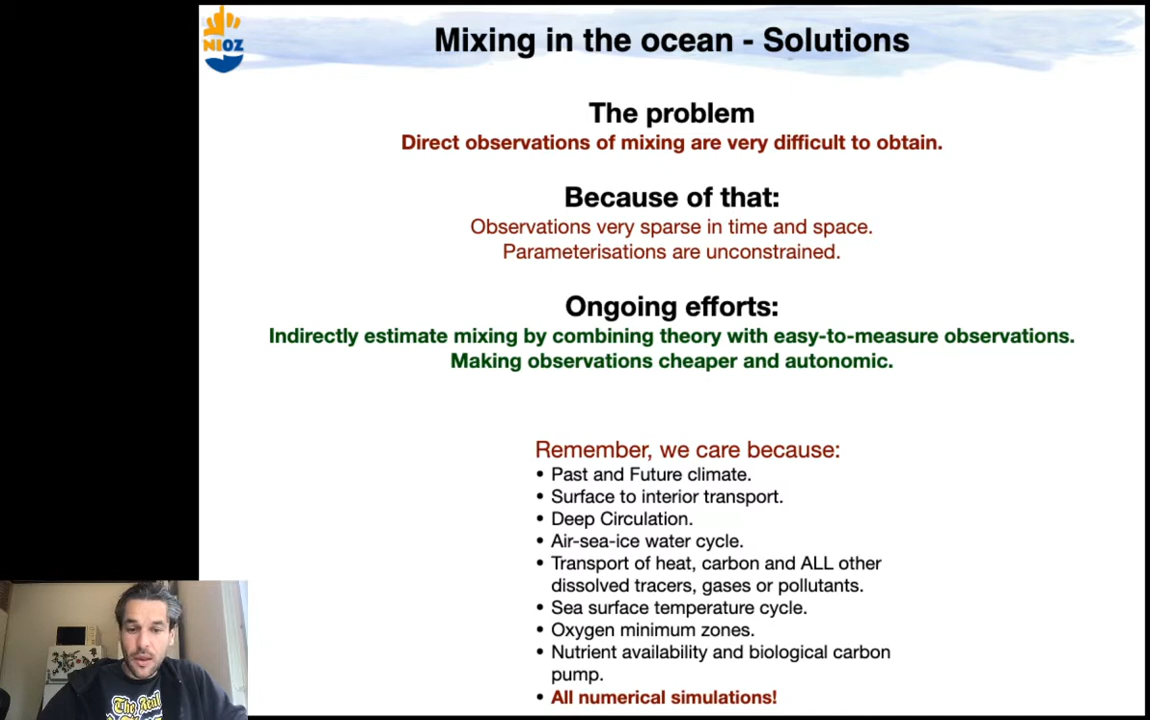 NIOZ
Mixing in the ocean - Solutions
The problem
Direct observations of mixing are very difficult to obtain.
Because of that:
Observations very sparse in time and space.
Parameterisations are unconstrained.
Ongoing efforts:
Indirectly estimate mixing by combining theory with easy-to-measure observations.
Making observations cheaper and autonomic.
Remember, we care because:
• Past and Future climate.
• Surface to interior transport.
• Deep Circulation.
• Air-sea-ice water cycle.
• Transport of heat, carbon and ALL other
dissolved tracers, gases or pollutants.
• Sea surface temperature cycle.
• Oxygen minimum zones.
• Nutrient availability and biological carbon
pump.
• All numerical simulations!
The Real